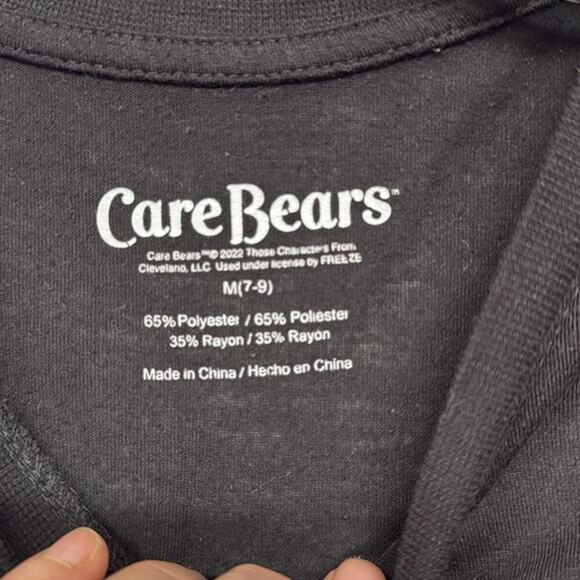 Care Bears™
Care Bears™© 2022 Those Characters From
Cleveland, LLC Used under license by FREEZE
M(7-9)
65% Polyester / 65% Poliester
35% Rayon / 35% Rayon
Made in China / Hecho en China